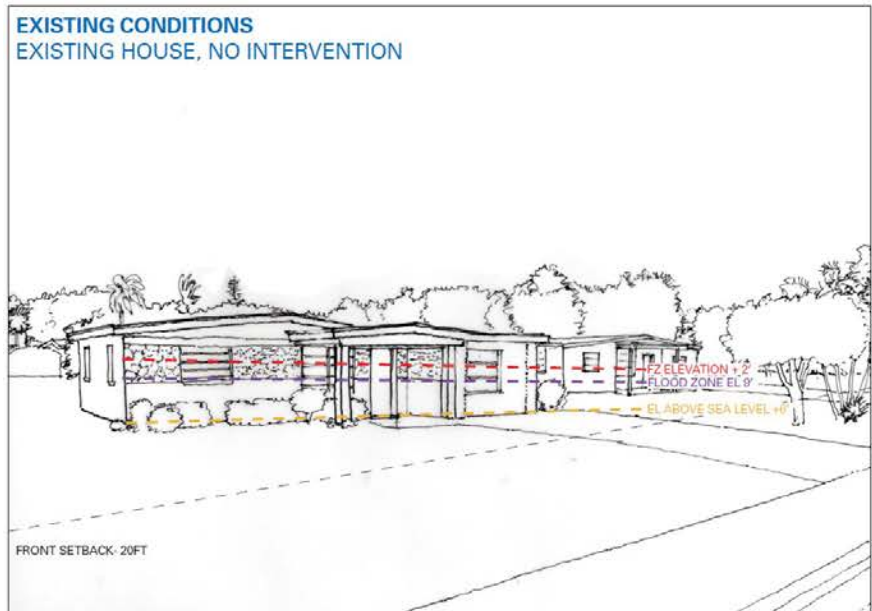 EXISTING CONDITIONS
EXISTING HOUSE, NO INTERVENTION
FZ ELEVATION + 2'
FLOOD ZONE EL 9'
EL ABOVE SEA LEVEL +6'
FRONT SETBACK- 20FT